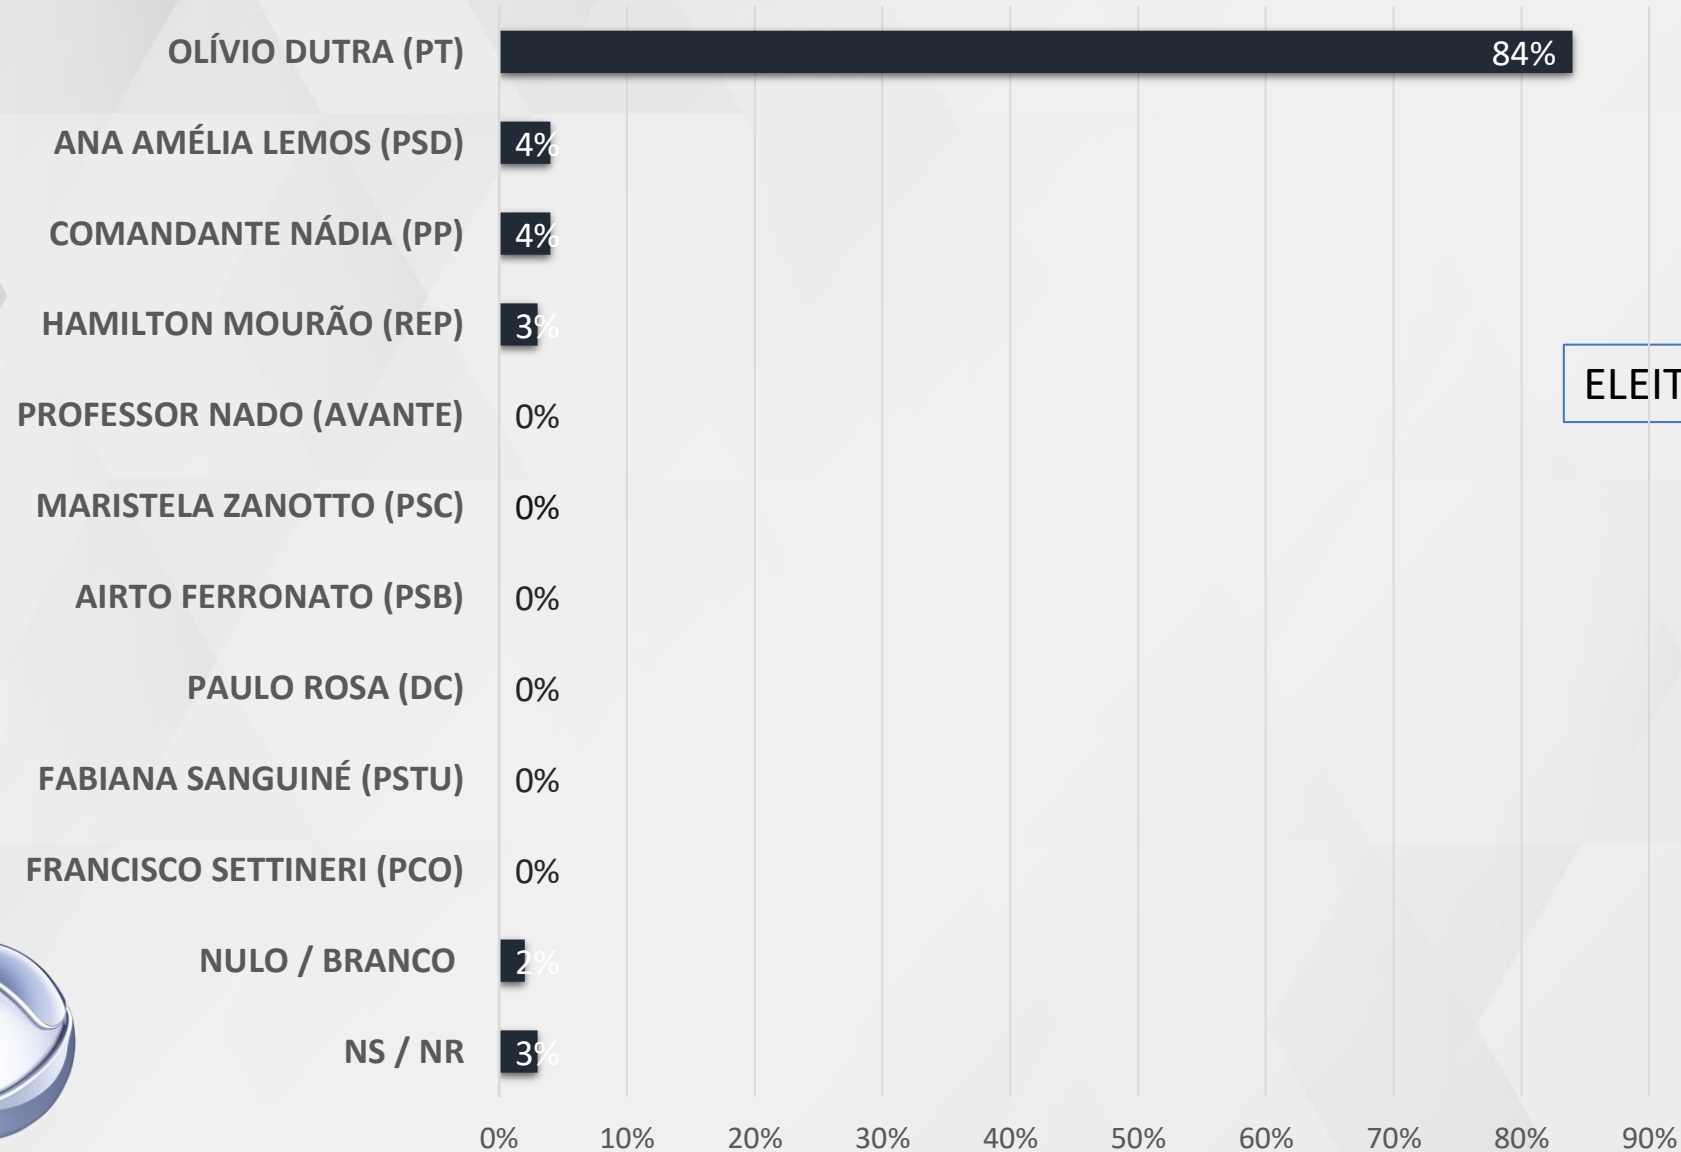 OLÍVIO DUTRA (PT) 84%
ANA AMÉLIA LEMOS (PSD) 4%
COMANDANTE NÁDIA (PP) 4%
HAMILTON MOURÃO (REP) 3%
ELEIT
PROFESSOR NADO (AVANTE) 0%
MARISTELA ZANOTTO (PSC) 0%
AIRTO FERRONATO (PSB) 0%
PAULO ROSA (DC) 0%
FABIANA SANGUINÉ (PSTU) 0%
FRANCISCO SETTINERI (PCO) 0%
NULO / BRANCO 2%
NS / NR 3%
0% 10% 20% 30% 40% 50% 60% 70% 80% 90%